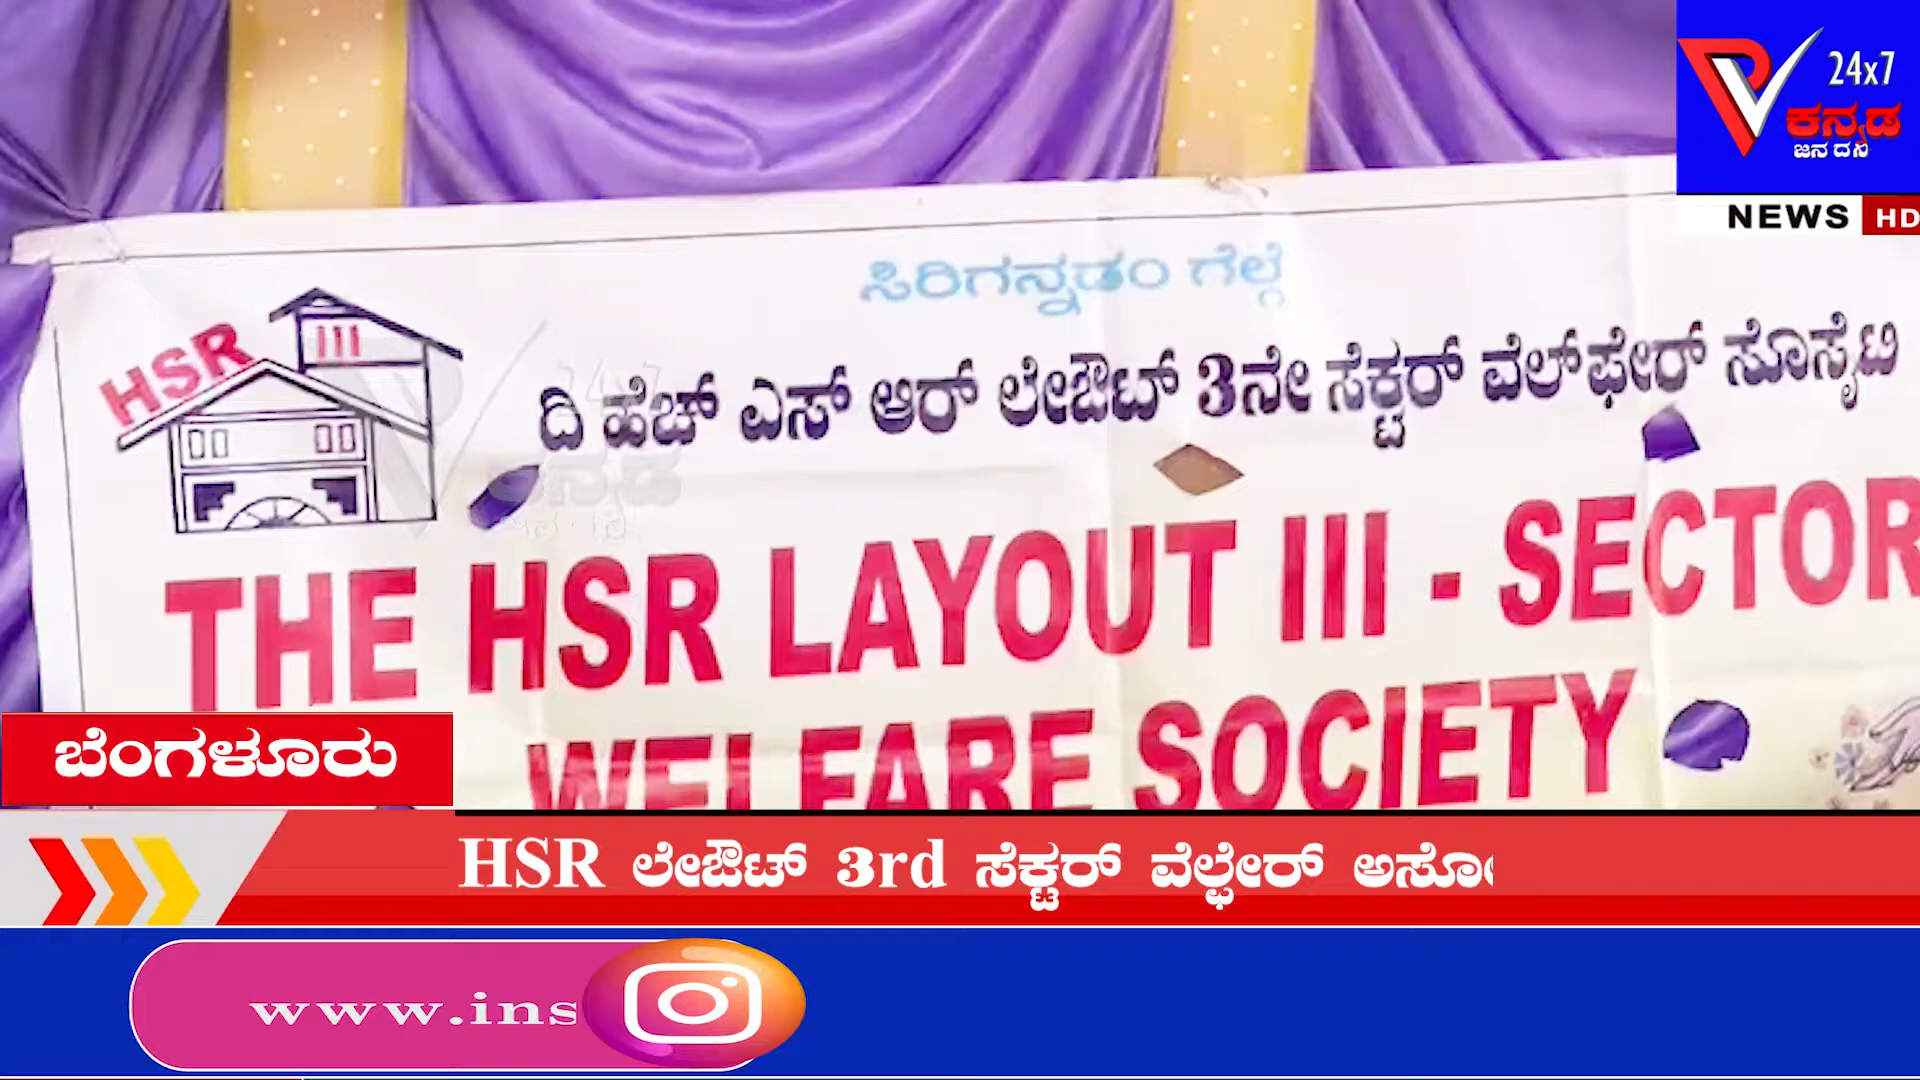 24x7
ಕನ್ನಡ
ಜನ ದನಿ
NEWS HD
ಸಿರಿಗನ್ನಡಂ ಗೆಲ್ಗೆ
HSR III
ದಿ ಹೆಚ್ ಎಸ್ ಆರ್ ಲೇಔಟ್ 3ನೇ ಸೆಕ್ಟರ್ ವೆಲ್‌ಫೇರ್ ಸೊಸೈಟಿ
THE HSR LAYOUT III - SECTOR
WELFARE SOCIETY
ಬೆಂಗಳೂರು
HSR ಲೇಔಟ್ 3rd ಸೆಕ್ಟರ್ ವೆಲ್ಫೇರ್ ಅಸೋ
www.ins